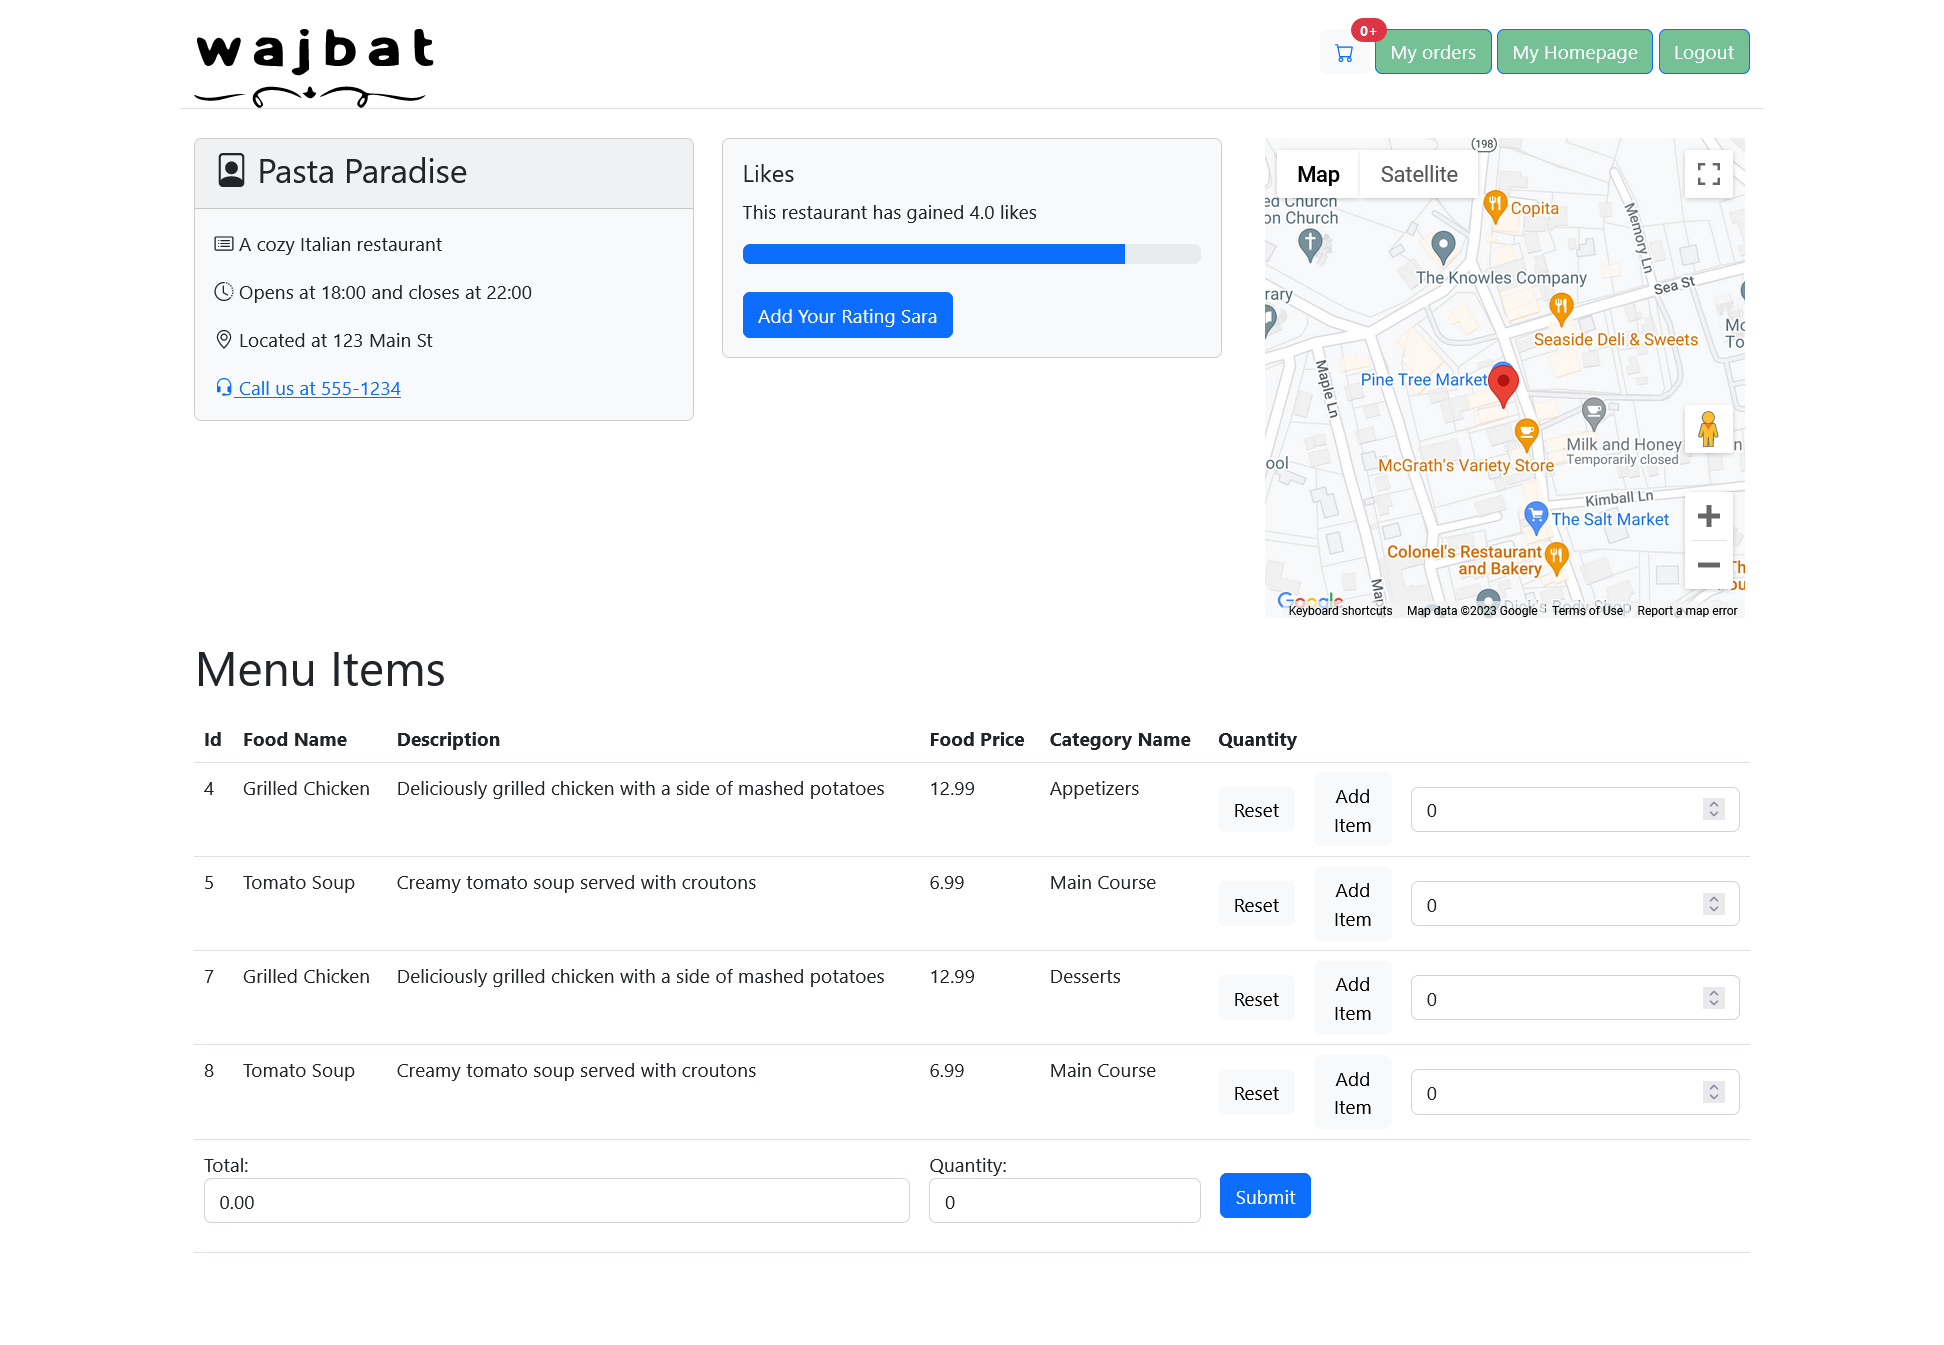 wajbat
0+
My orders
My Homepage
Logout
Pasta Paradise
A cozy Italian restaurant
Opens at 18:00 and closes at 22:00
Located at 123 Main St
Call us at 555-1234
Likes
This restaurant has gained 4.0 likes
Add Your Rating Sara
Map
Satellite
(198)
ed Church
on Church
Copita
Memory Ln
The Knowles Company
Sea St
rary
Seaside Deli & Sweets
Mc
To
Maple Ln
Pine Tree Market
Milk and Honey
Temporarily closed
n
McGrath's Variety Store
ool
Kimball Ln
The Salt Market
Colonel's Restaurant
and Bakery
Th
ou
Map
Dick's Body Shop
Google
Keyboard shortcuts
Map data ©2023 Google
Terms of Use
Report a map error
Menu Items
Id Food Name Description Food Price Category Name Quantity
4 Grilled Chicken Deliciously grilled chicken with a side of mashed potatoes 12.99 Appetizers Reset Add Item 0
5 Tomato Soup Creamy tomato soup served with croutons 6.99 Main Course Reset Add Item 0
7 Grilled Chicken Deliciously grilled chicken with a side of mashed potatoes 12.99 Desserts Reset Add Item 0
8 Tomato Soup Creamy tomato soup served with croutons 6.99 Main Course Reset Add Item 0
Total: Quantity:
0.00 0 Submit